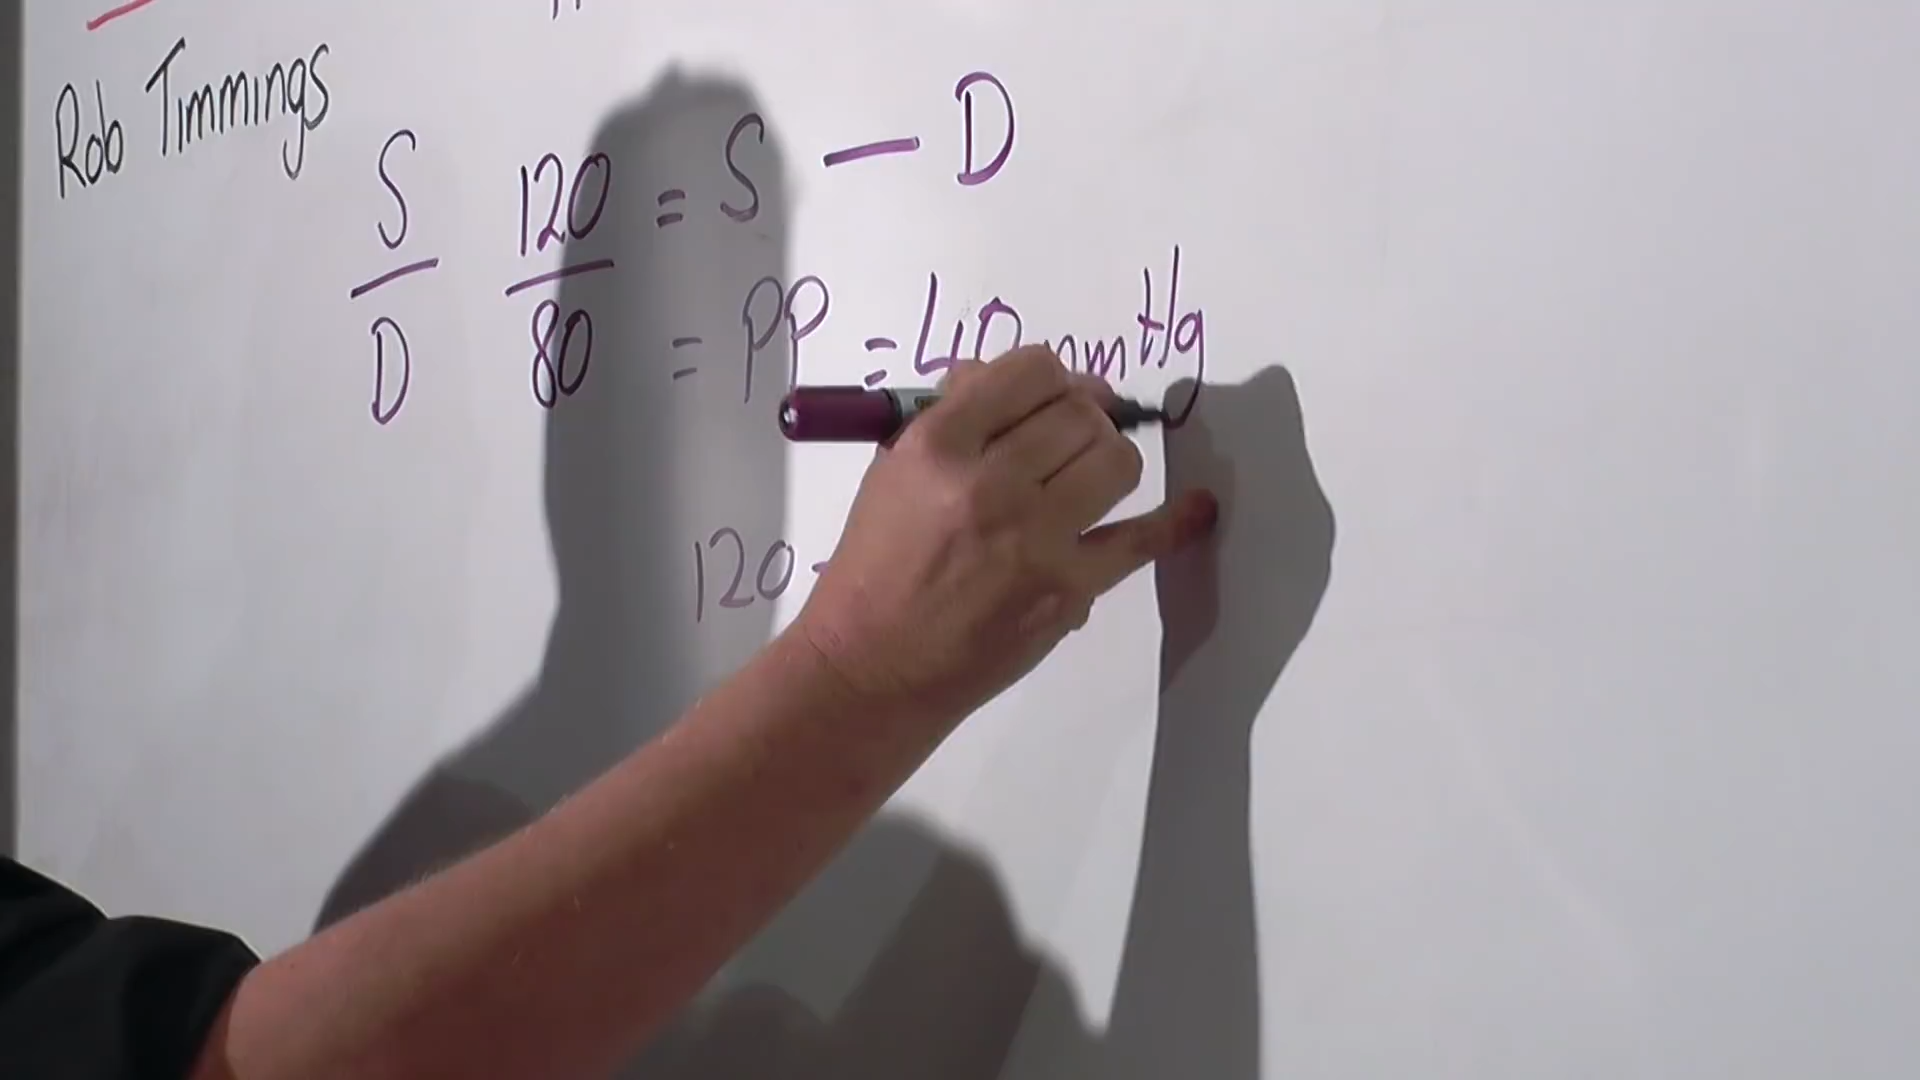 Rob Timmings
S 120 = S — D
D 80 = PP = 40 mmHg
120 -